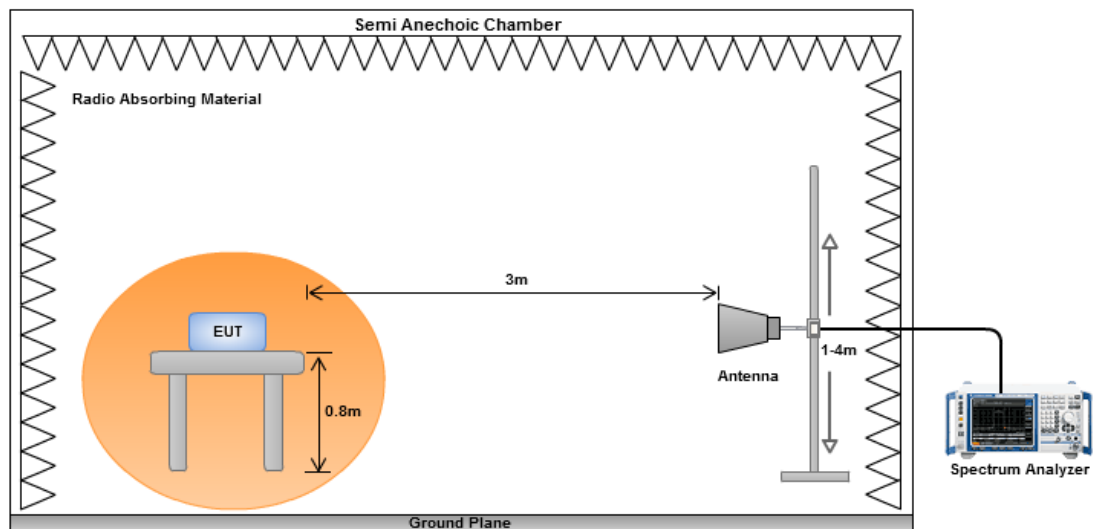 Semi Anechoic Chamber
Radio Absorbing Material
3m
EUT
0.8m
1-4m
Antenna
Spectrum Analyzer
Ground Plane